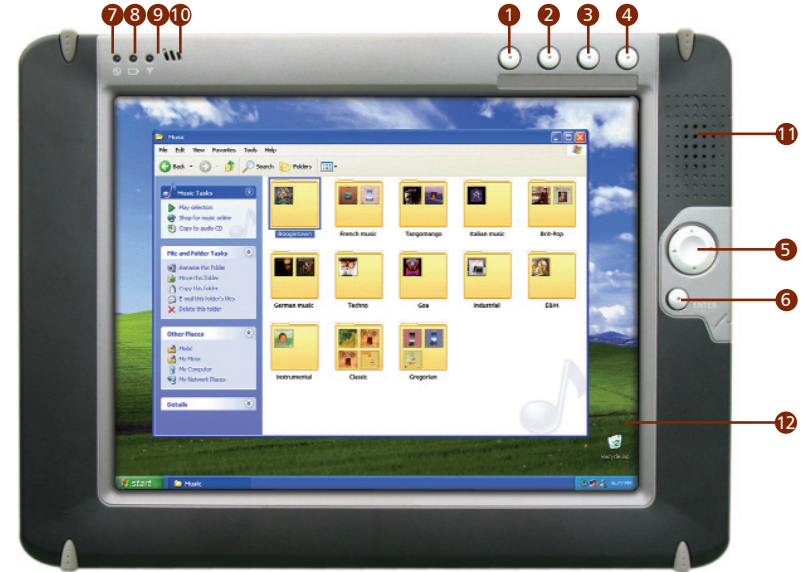 7 8 9 10 1 2 3 4
11
5
6
12
Music
File Edit View Favorites Tools Help
Back Search Folders
Music Tasks
Play selection
Shop for music online
Copy to audio CD
File and Folder Tasks
Rename this folder
Move this folder
Copy this folder
E-mail this folder's files
Delete this folder
Other Places
Music
My Music
My Computer
My Network Places
Details
French music Tangomango Italian music Brit-Pop
German music Techno Goa Industrial EBM
Instrumental Classic Gregorian
ENTER
Recycle Bin
start Music